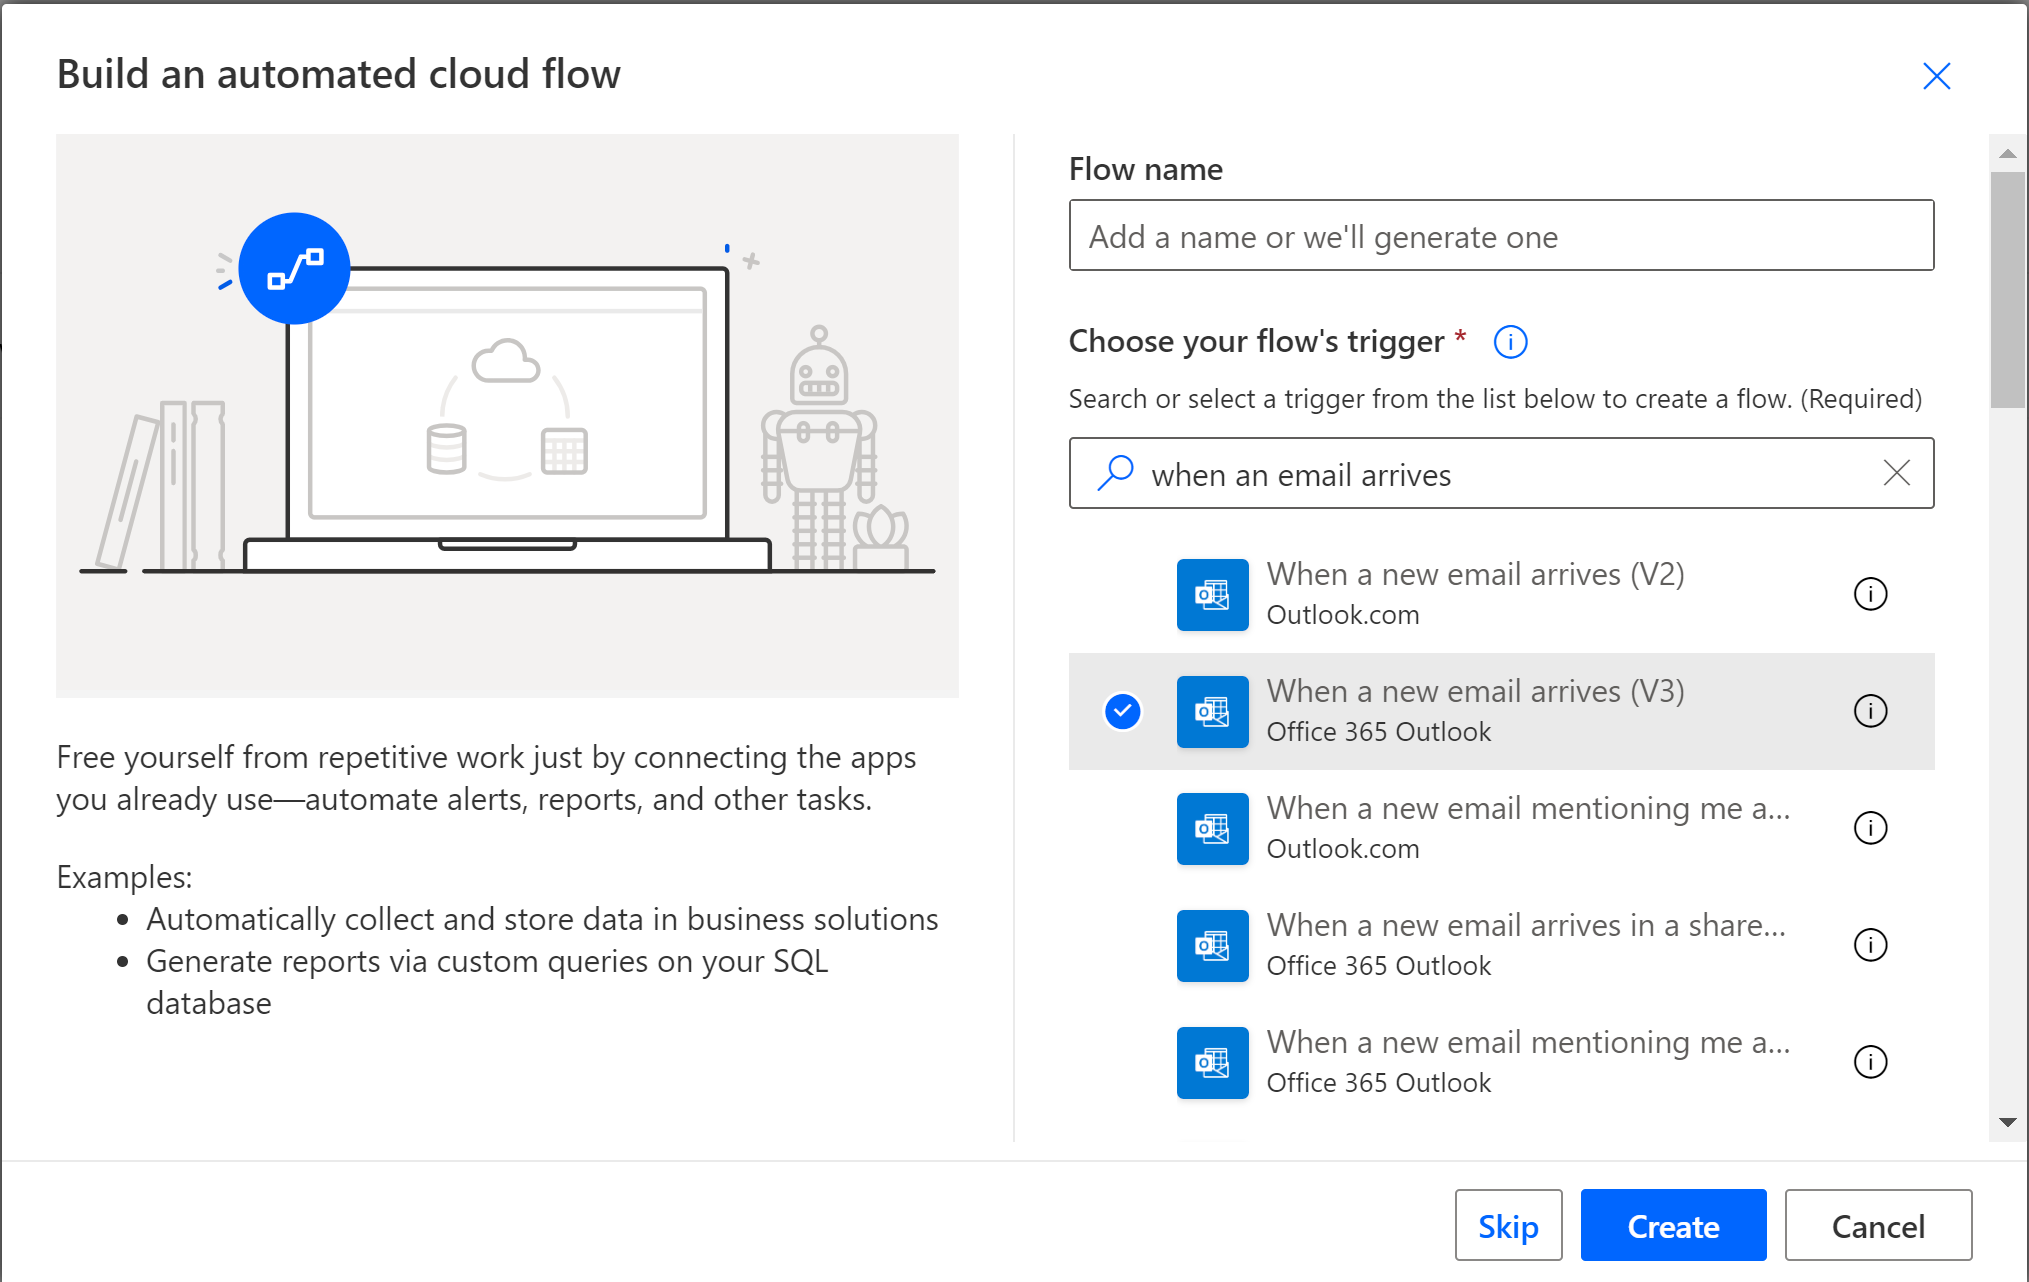 Build an automated cloud flow
Free yourself from repetitive work just by connecting the apps
you already use—automate alerts, reports, and other tasks.
Examples:
• Automatically collect and store data in business solutions
• Generate reports via custom queries on your SQL
database
Flow name
Add a name or we'll generate one
Choose your flow's trigger *
Search or select a trigger from the list below to create a flow. (Required)
when an email arrives
When a new email arrives (V2)
Outlook.com
When a new email arrives (V3)
Office 365 Outlook
When a new email mentioning me a...
Outlook.com
When a new email arrives in a share...
Office 365 Outlook
When a new email mentioning me a...
Office 365 Outlook
Skip
Create
Cancel